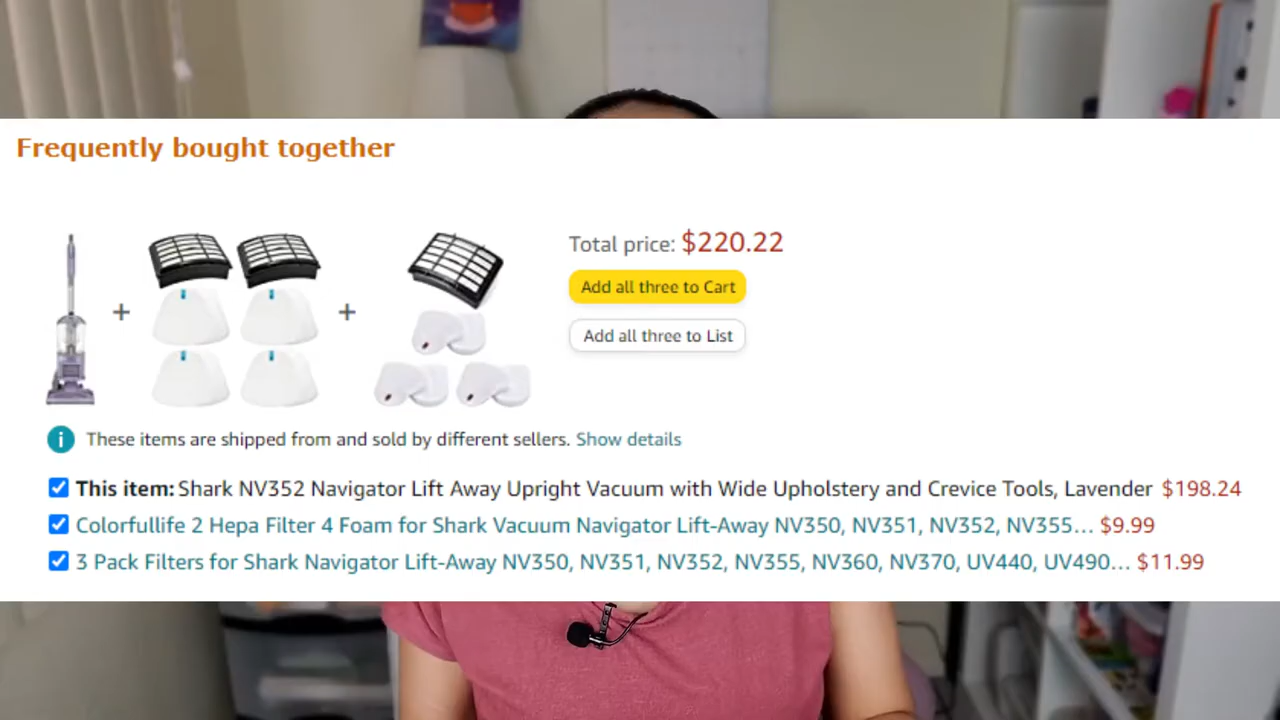 Frequently bought together
Total price: $220.22
Add all three to Cart
Add all three to List
These items are shipped from and sold by different sellers. Show details
This item: Shark NV352 Navigator Lift Away Upright Vacuum with Wide Upholstery and Crevice Tools, Lavender $198.24
Colorfullife 2 Hepa Filter 4 Foam for Shark Vacuum Navigator Lift-Away NV350, NV351, NV352, NV355... $9.99
3 Pack Filters for Shark Navigator Lift-Away NV350, NV351, NV352, NV355, NV360, NV370, UV440, UV490... $11.99